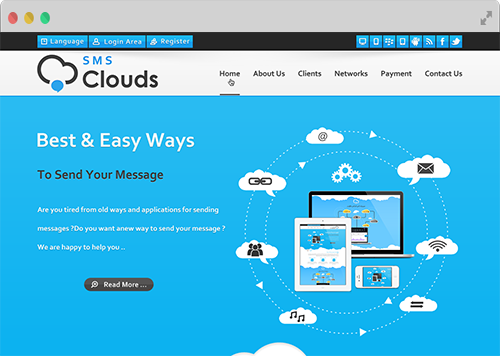 Language
Login Area
Register
SMS
Clouds
Home
About Us
Clients
Networks
Payment
Contact Us
Best & Easy Ways
To Send Your Message
Are you tired from old ways and applications for sending
messages ?Do you want anew way to send your message ?
We are happy to help you ..
Read More ...
@